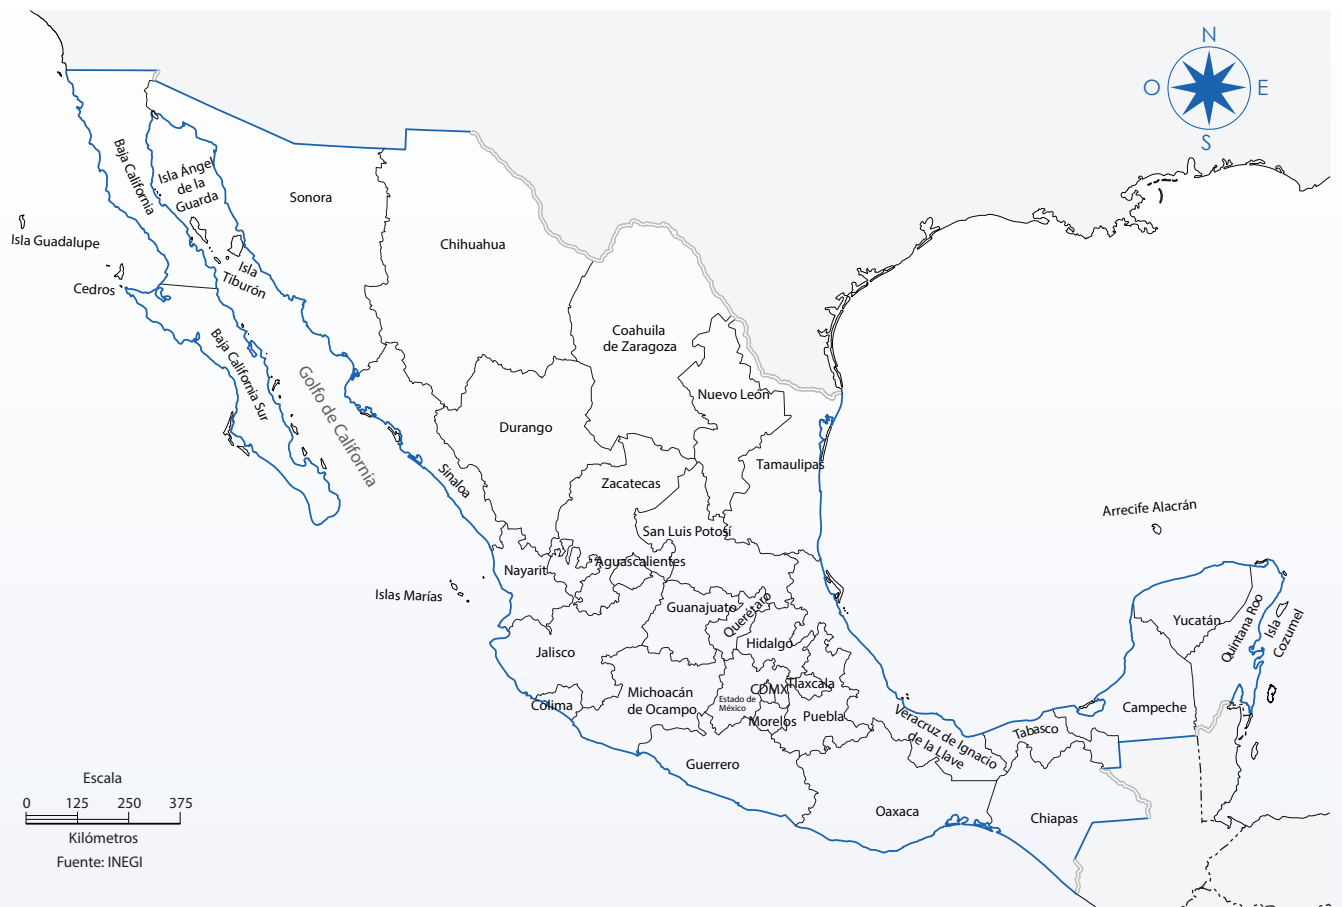 N
O
E
S
Baja California
Isla Ángel
de la
Guarda
Sonora
Chihuahua
Isla Guadalupe
Isla
Tiburón
Cedros
Coahuila
de Zaragoza
Baja California Sur
Golfo de California
Nuevo León
Durango
Tamaulipas
Sinaloa
Zacatecas
Arrecife Alacrán
San Luis Potosí
Nayarit
Aguascalientes
Islas Marías
Guanajuato
Querétaro
Hidalgo
Yucatán
Quintana Roo
Isla
Cozumel
Jalisco
Michoacán
de Ocampo
Colima
Estado de
México
CDMX
Tlaxcala
Morelos
Puebla
Veracruz de Ignacio
de la Llave
Tabasco
Campeche
Guerrero
Oaxaca
Chiapas
Escala
0 125 250 375
Kilómetros
Fuente: INEGI